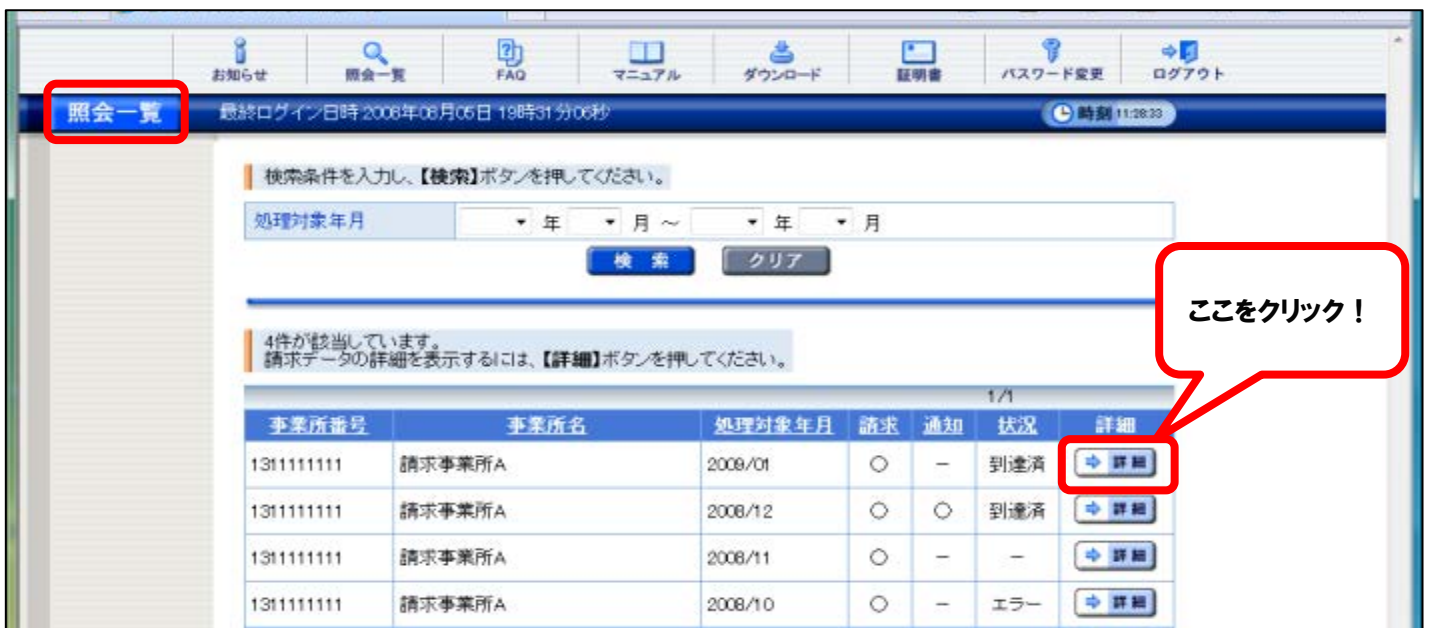 お知らせ 照会一覧 FAQ マニュアル ダウンロード 証明書 パスワード変更 ログアウト
照会一覧 最終ログイン日時 2008年08月05日 19時31分06秒 時刻 11:28:33
検索条件を入力し、【検索】ボタンを押してください。
処理対象年月 年 月 ～ 年 月
検 索 クリア
ここをクリック！
4件が該当しています。
請求データの詳細を表示するには、【詳細】ボタンを押してください。
1/1
事業所番号 事業所名 処理対象年月 請求 通知 状況 詳細
1311111111 請求事業所A 2009/01 ○ － 到達済 詳細
1311111111 請求事業所A 2008/12 ○ ○ 到達済 詳細
1311111111 請求事業所A 2008/11 ○ － － 詳細
1311111111 請求事業所A 2008/10 ○ － エラー 詳細